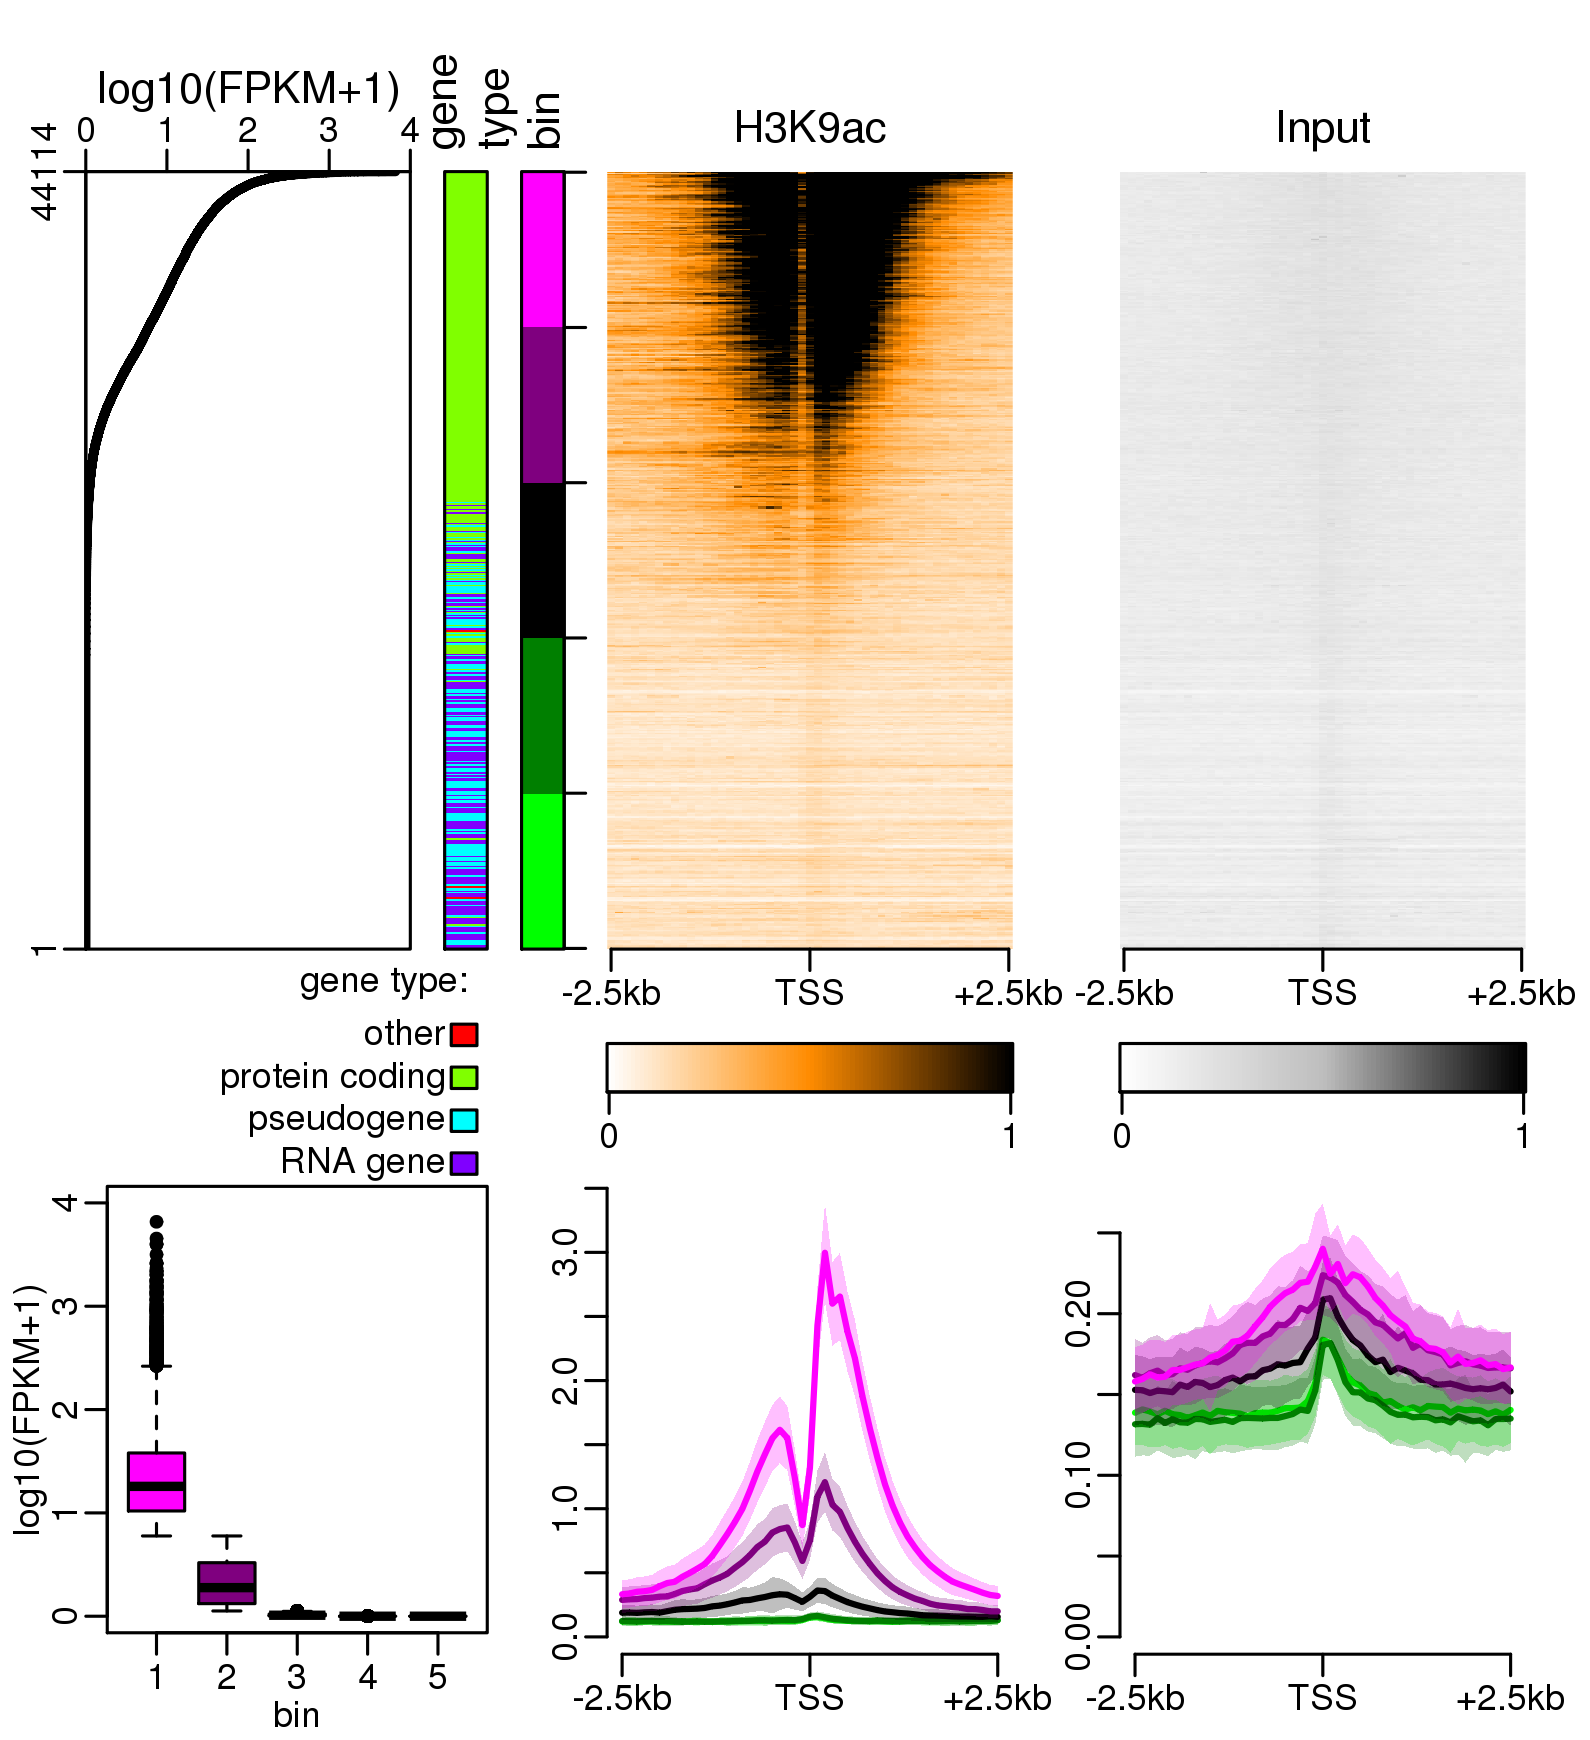 log10(FPKM+1)
0 1 2 3 4
gene
type
bin
H3K9ac
Input
44114
1
-2.5kb TSS +2.5kb
-2.5kb TSS +2.5kb
gene type:
other
protein coding
pseudogene
RNA gene
0 1
0 1
log10(FPKM+1)
4
3
2
1
0
1 2 3 4 5
bin
3.0
2.0
1.0
0.0
-2.5kb TSS +2.5kb
0.20
0.10
0.00
-2.5kb TSS +2.5kb